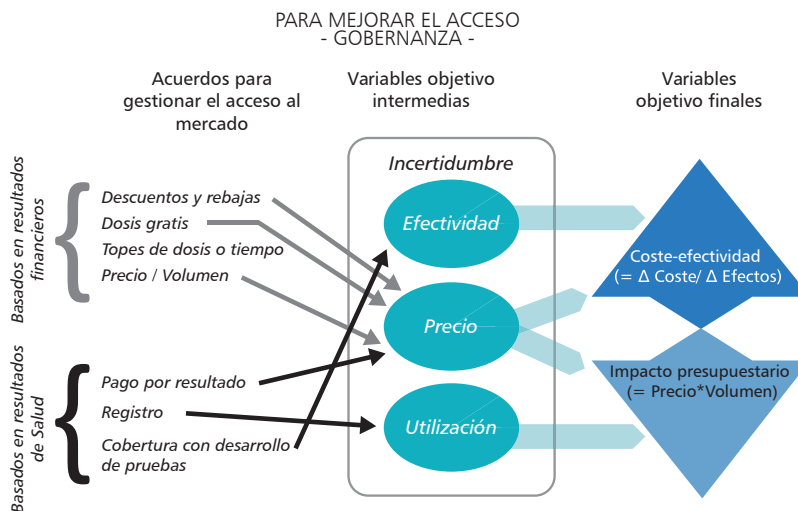 PARA MEJORAR EL ACCESO
- GOBERNANZA -
Acuerdos para
gestionar el acceso al
mercado
Variables objetivo
intermedias
Variables
objetivo finales
Basados en resultados
financieros
Descuentos y rebajas
Dosis gratis
Topes de dosis o tiempo
Precio / Volumen
Basados en resultados
de Salud
Pago por resultado
Registro
Cobertura con desarrollo
de pruebas
Incertidumbre
Efectividad
Precio
Utilización
Coste-efectividad
(= Δ Coste/ Δ Efectos)
Impacto presupuestario
(= Precio*Volumen)